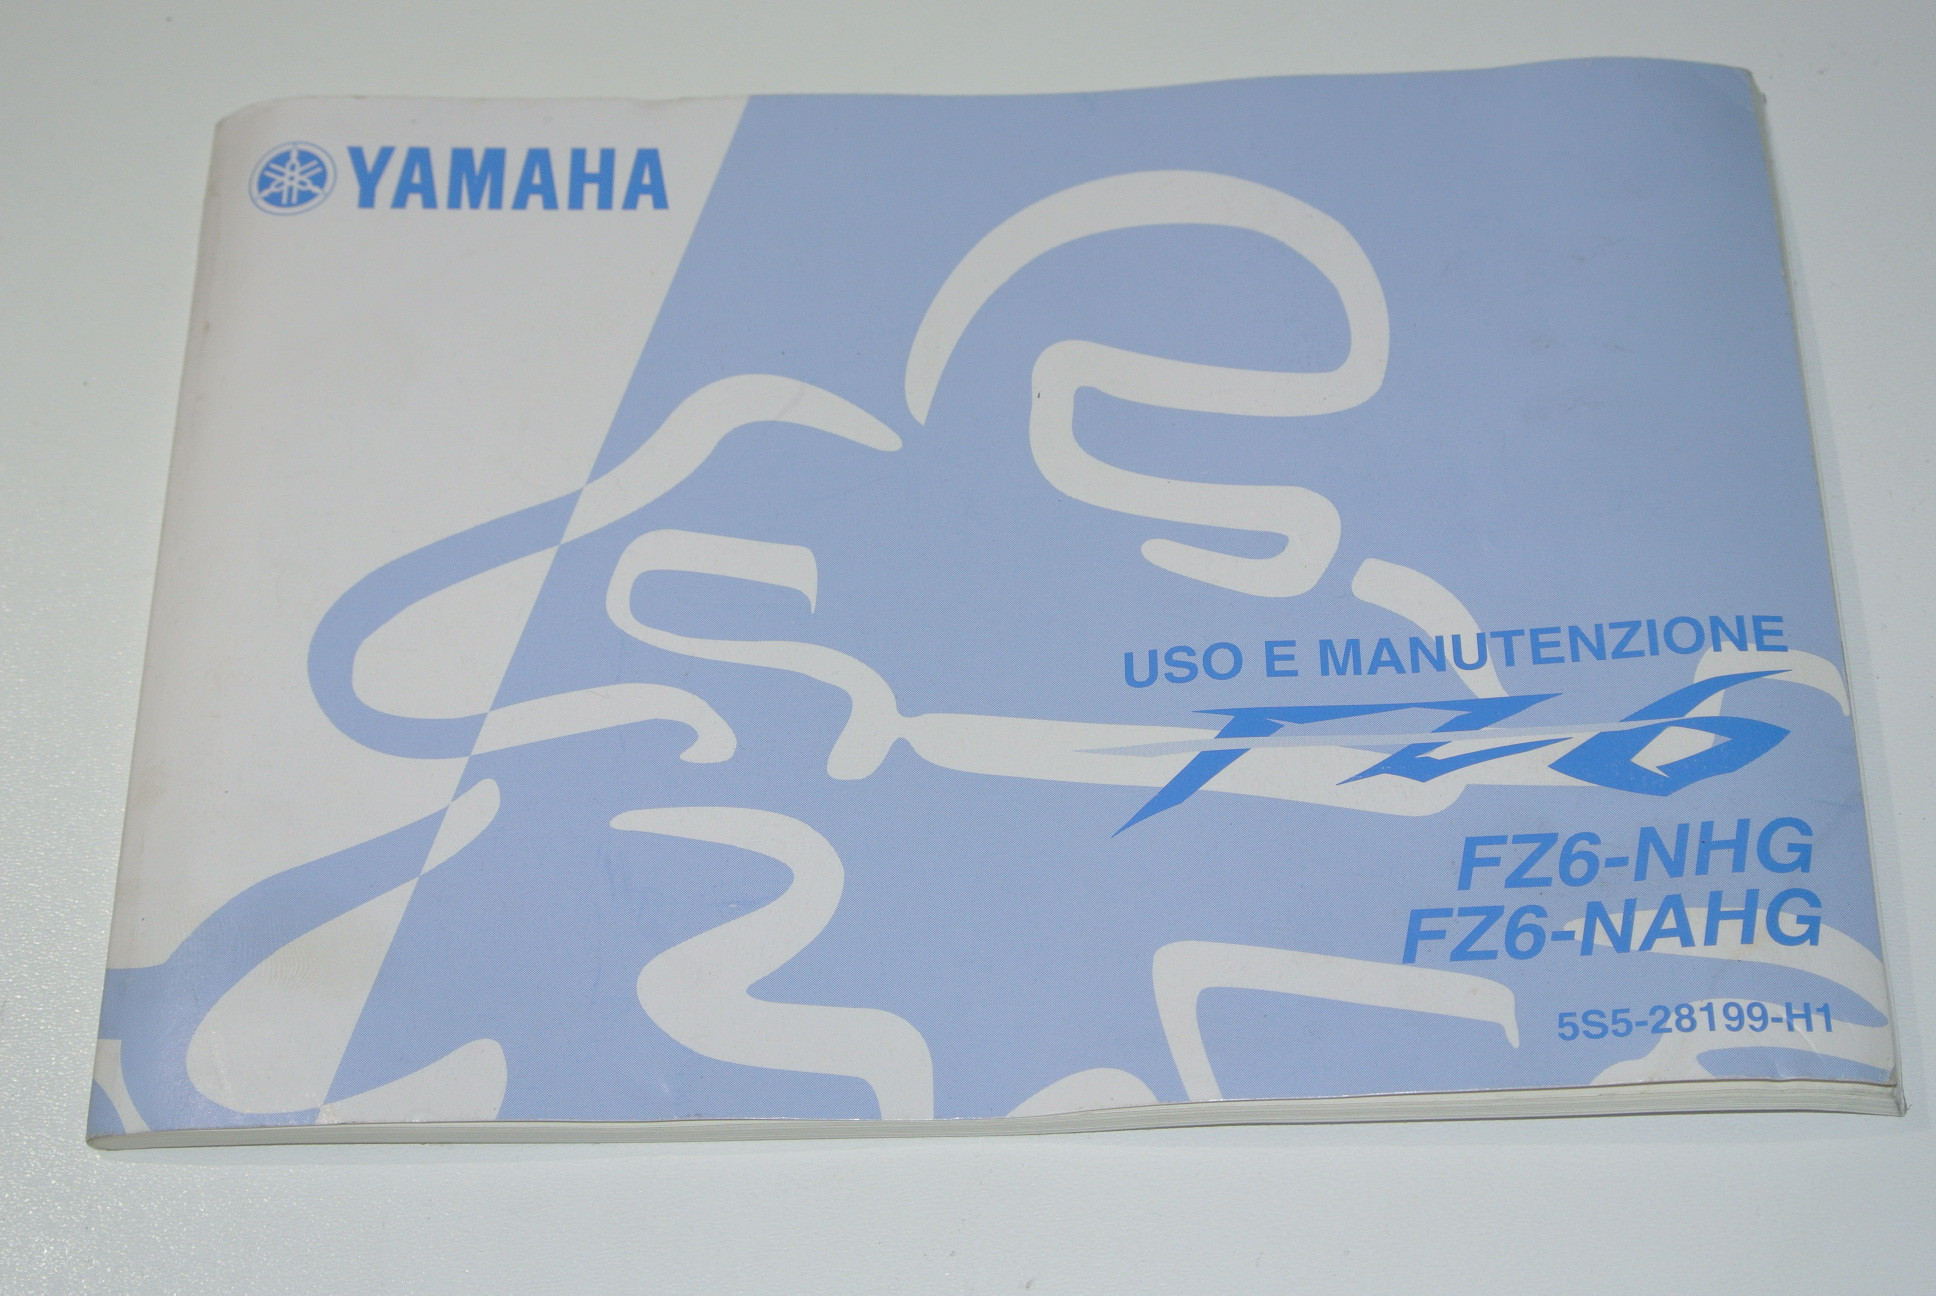 YAMAHA
USO E MANUTENZIONE
FZ6
FZ6-NHG
FZ6-NAHG
5S5-28199-H1